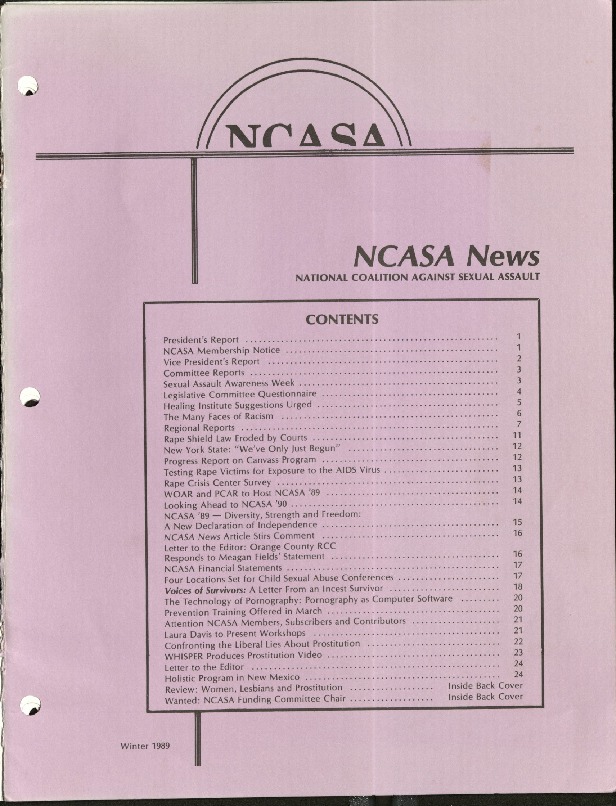 NCASA
NCASA News
NATIONAL COALITION AGAINST SEXUAL ASSAULT
CONTENTS
President's Report 1
NCASA Membership Notice 1
Vice President's Report 2
Committee Reports 3
Sexual Assault Awareness Week 3
Legislative Committee Questionnaire 4
Healing Institute Suggestions Urged 5
The Many Faces of Racism 6
Regional Reports 7
Rape Shield Law Eroded by Courts 11
New York State: "We've Only Just Begun" 12
Progress Report on Canvass Program 12
Testing Rape Victims for Exposure to the AIDS Virus 13
Rape Crisis Center Survey 13
WOAR and PCAR to Host NCASA '89 14
Looking Ahead to NCASA '90 14
NCASA '89 — Diversity, Strength and Freedom:
A New Declaration of Independence 15
NCASA News Article Stirs Comment 16
Letter to the Editor: Orange County RCC
Responds to Meagan Fields' Statement 16
NCASA Financial Statements 17
Four Locations Set for Child Sexual Abuse Conferences 17
Voices of Survivors: A Letter From an Incest Survivor 18
The Technology of Pornography: Pornography as Computer Software 20
Prevention Training Offered in March 20
Attention NCASA Members, Subscribers and Contributors 21
Laura Davis to Present Workshops 21
Confronting the Liberal Lies About Prostitution 22
WHISPER Produces Prostitution Video 23
Letter to the Editor 24
Holistic Program in New Mexico 24
Review: Women, Lesbians and Prostitution Inside Back Cover
Wanted: NCASA Funding Committee Chair Inside Back Cover
Winter 1989